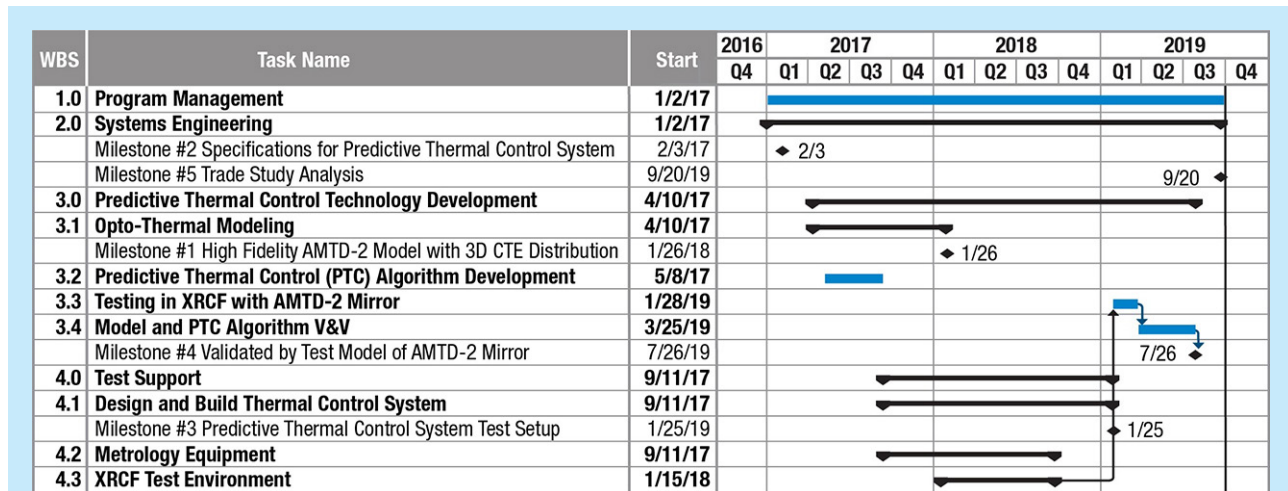 2016 2017 2018 2019
WBS Task Name Start Q4 Q1 Q2 Q3 Q4 Q1 Q2 Q3 Q4 Q1 Q2 Q3 Q4
1.0 Program Management 1/2/17
2.0 Systems Engineering 1/2/17
Milestone #2 Specifications for Predictive Thermal Control System 2/3/17 2/3
Milestone #5 Trade Study Analysis 9/20/19 9/20
3.0 Predictive Thermal Control Technology Development 4/10/17
3.1 Opto-Thermal Modeling 4/10/17
Milestone #1 High Fidelity AMTD-2 Model with 3D CTE Distribution 1/26/18 1/26
3.2 Predictive Thermal Control (PTC) Algorithm Development 5/8/17
3.3 Testing in XRCF with AMTD-2 Mirror 1/28/19
3.4 Model and PTC Algorithm V&V 3/25/19
Milestone #4 Validated by Test Model of AMTD-2 Mirror 7/26/19 7/26
4.0 Test Support 9/11/17
4.1 Design and Build Thermal Control System 9/11/17
Milestone #3 Predictive Thermal Control System Test Setup 1/25/19 1/25
4.2 Metrology Equipment 9/11/17
4.3 XRCF Test Environment 1/15/18